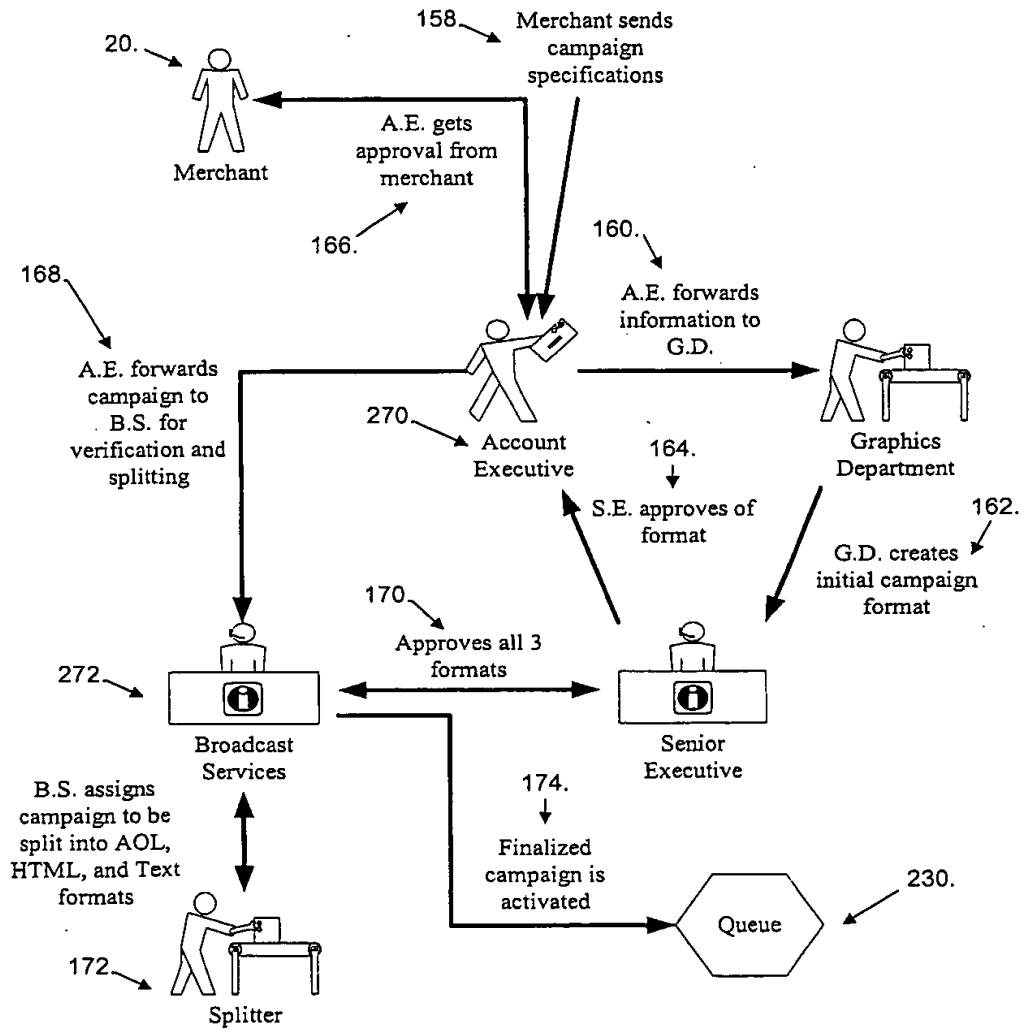 158.
Merchant sends
campaign
specifications
20.
Merchant
A.E. gets
approval from
merchant
166.
160.
A.E. forwards
information to
G.D.
168.
A.E. forwards
campaign to
B.S. for
verification and
splitting
270.
Account
Executive
Graphics
Department
164.
S.E. approves of
format
162.
G.D. creates
initial campaign
format
170.
Approves all 3
formats
272.
i
Broadcast
Services
i
Senior
Executive
B.S. assigns
campaign to be
split into AOL,
HTML, and Text
formats
174.
Finalized
campaign is
activated
Queue
230.
172.
Splitter